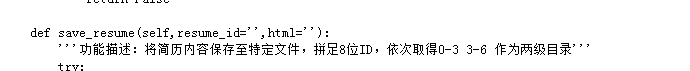 return False
def save_resume(self,resume_id='',html=''):
'''功能描述：将简历内容保存至特定文件，拼足8位ID，依次取得0-3 3-6 作为两级目录'''
try: